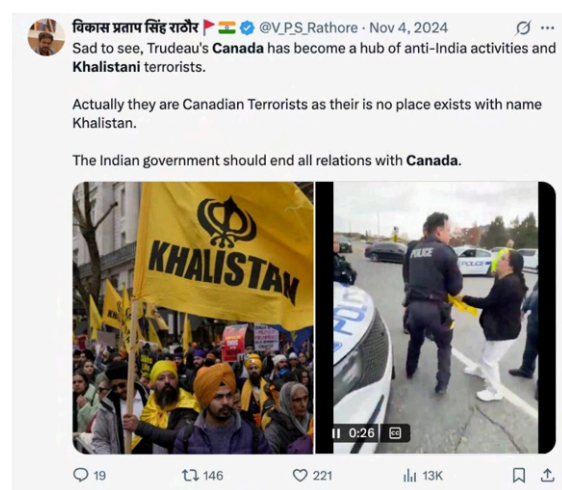 विकास प्रताप सिंह राठौर @V_P_S_Rathore · Nov 4, 2024
Sad to see, Trudeau's Canada has become a hub of anti-India activities and
Khalistani terrorists.
Actually they are Canadian Terrorists as their is no place exists with name
Khalistan.
The Indian government should end all relations with Canada.
KHALISTAN
POLICE
POLICE
0:26
CC
19
146
221
13K